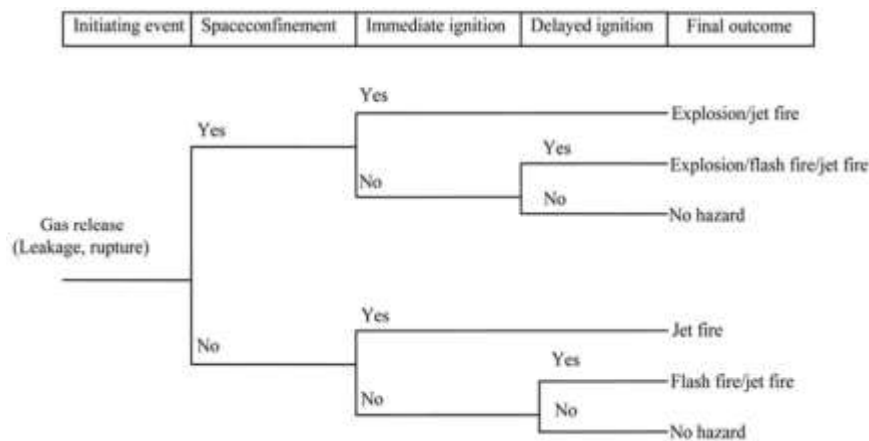 Initiating event Spaceconfinement Immediate ignition Delayed ignition Final outcome
Yes
Explosion/jet fire
Yes
Yes
Explosion/flash fire/jet fire
No
No
No hazard
Gas release
(Leakage, rupture)
Yes
Jet fire
No
Yes
Flash fire/jet fire
No
No
No hazard